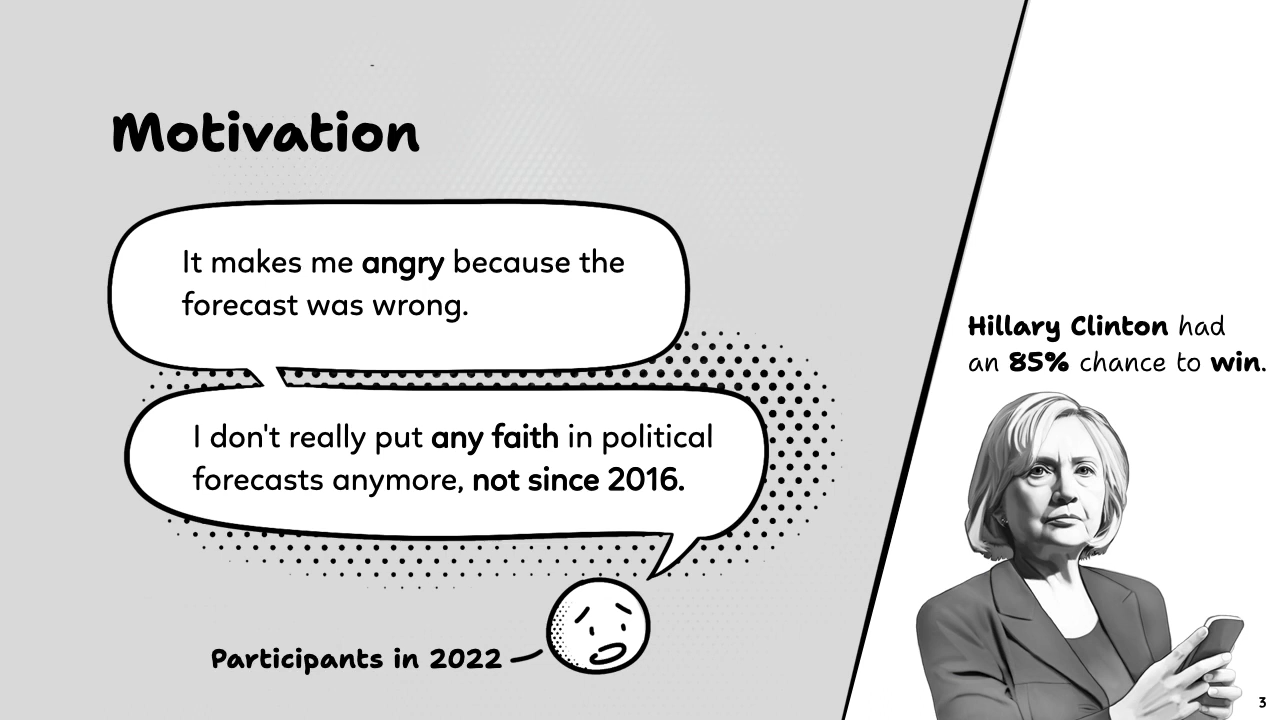 Motivation
It makes me angry because the
forecast was wrong.
I don't really put any faith in political
forecasts anymore, not since 2016.
Participants in 2022
Hillary Clinton had
an 85% chance to win.
3